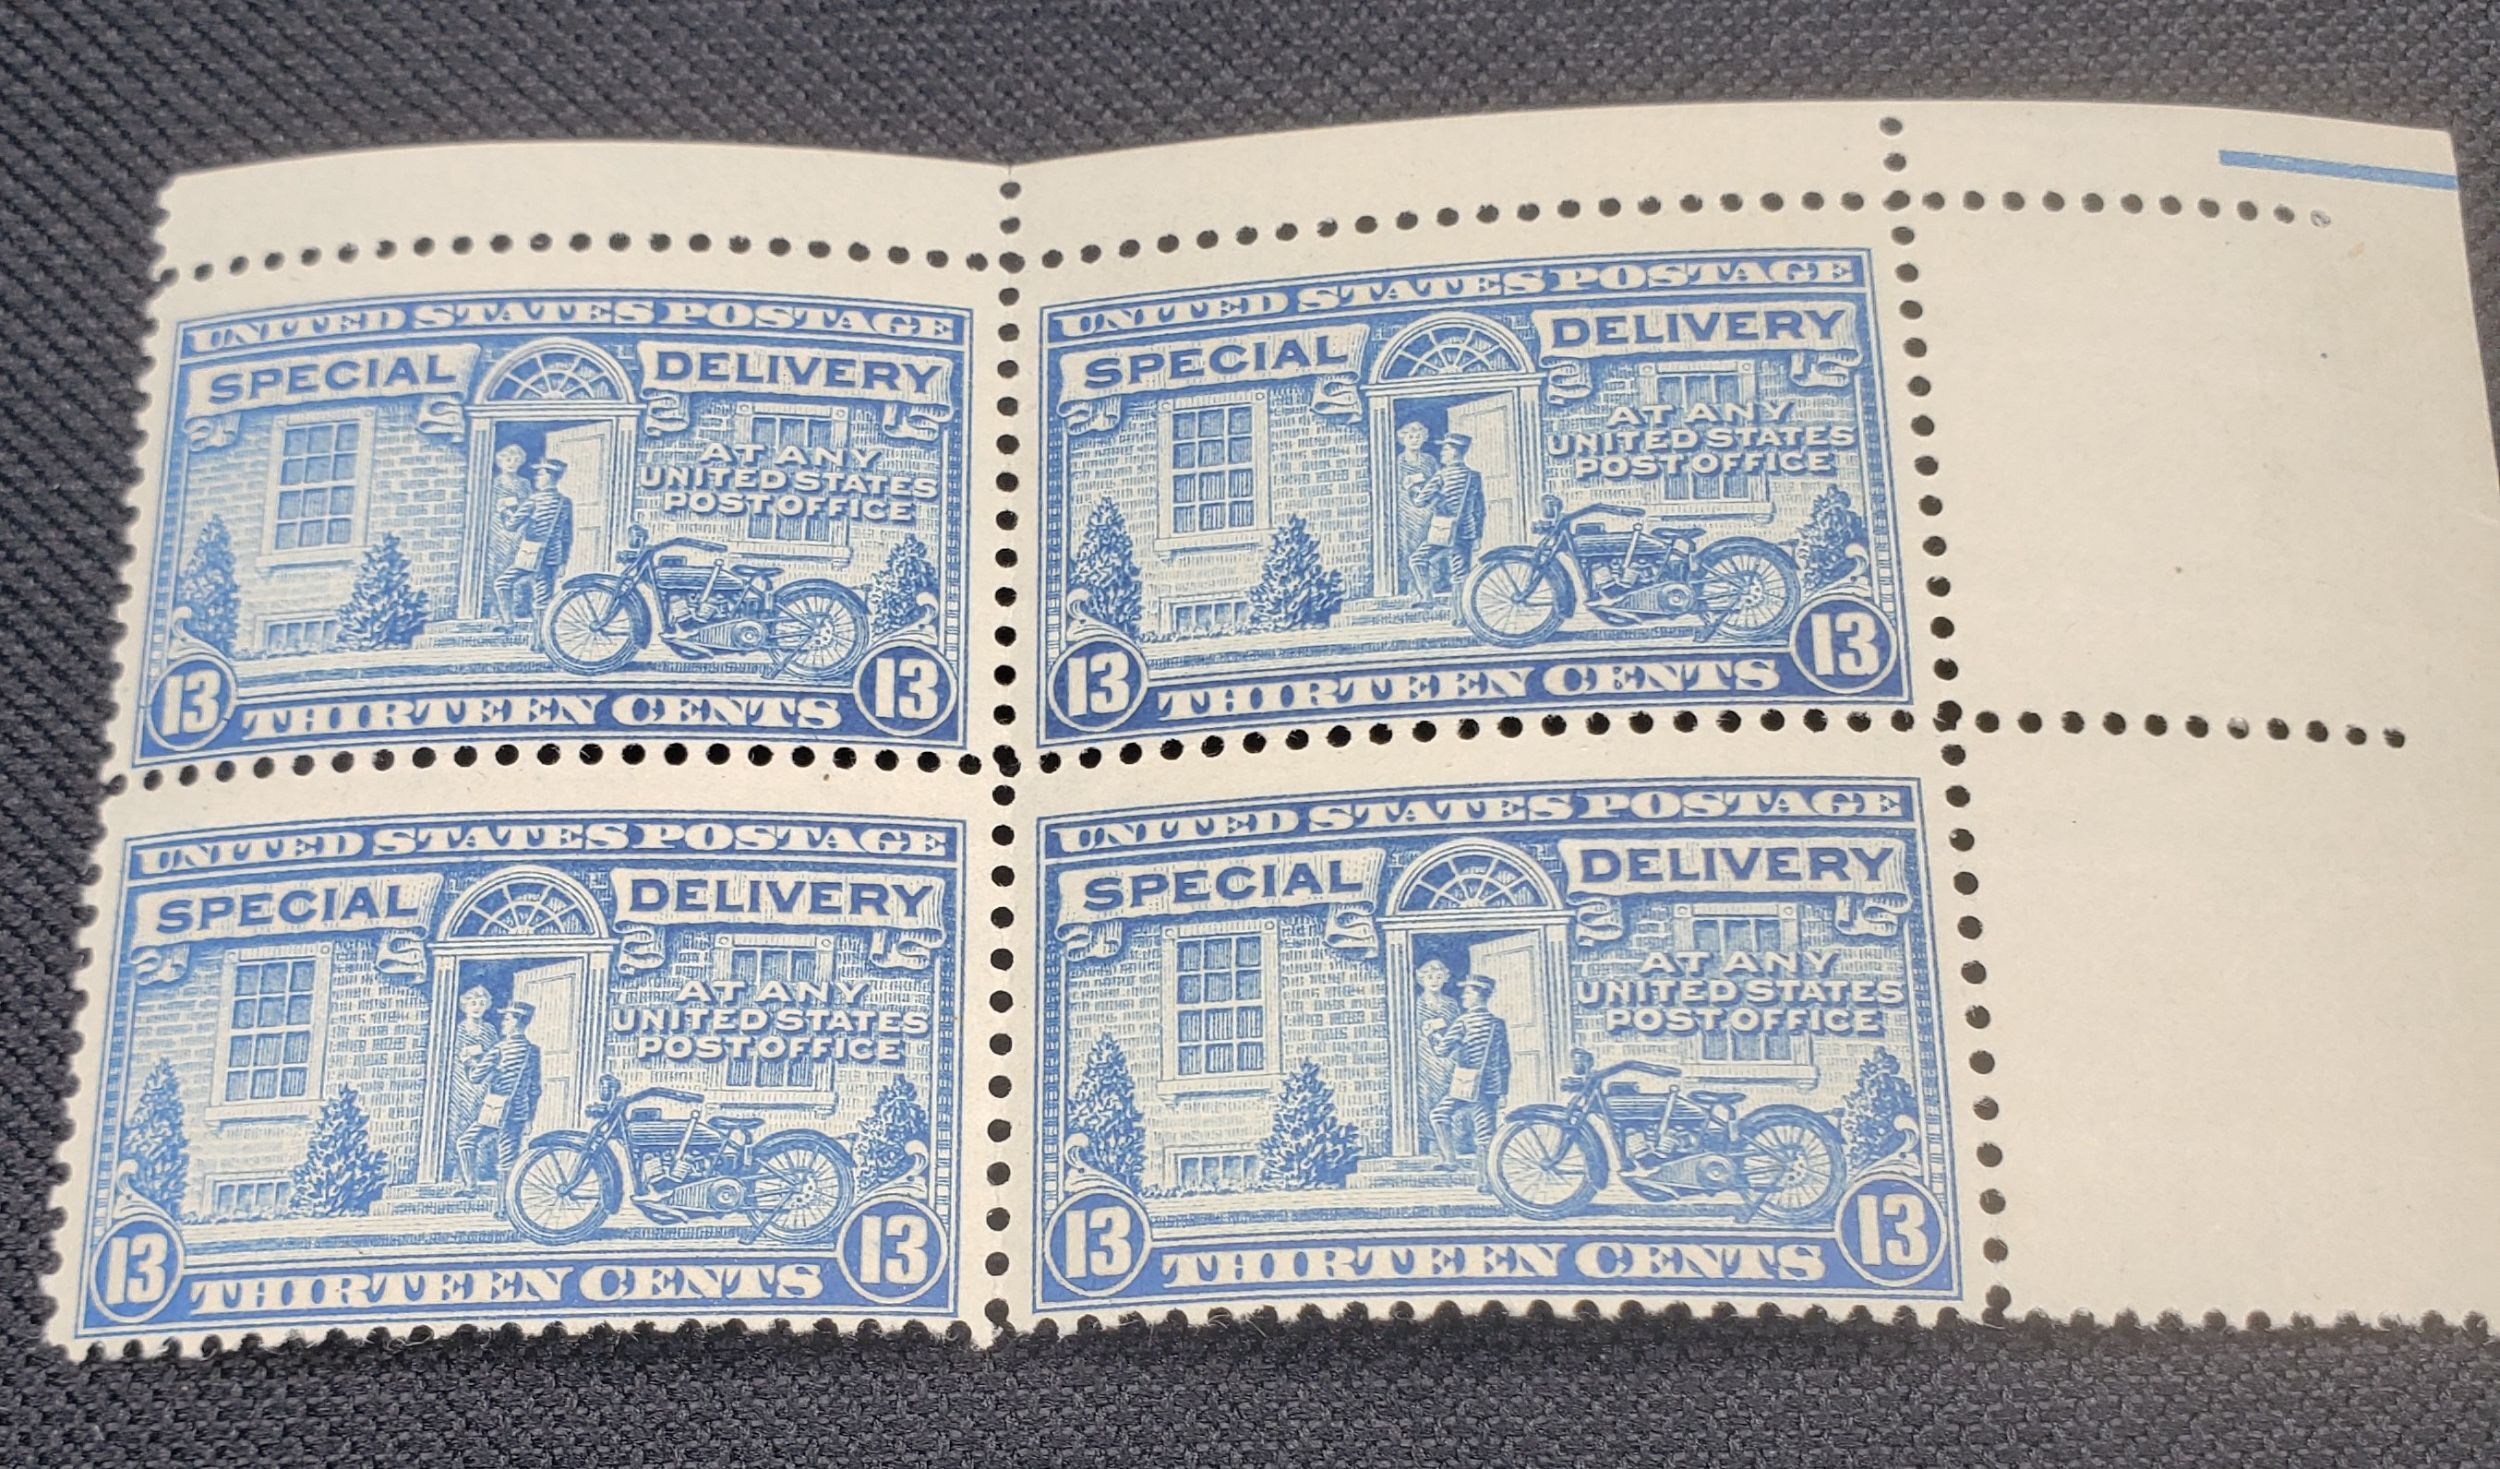 UNITED STATES POSTAGE
SPECIAL DELIVERY
AT ANY
UNITED STATES
POST OFFICE
13 THIRTEEN CENTS 13
UNITED STATES POSTAGE
SPECIAL DELIVERY
AT ANY
UNITED STATES
POST OFFICE
13 THIRTEEN CENTS 13
UNITED STATES POSTAGE
SPECIAL DELIVERY
AT ANY
UNITED STATES
POST OFFICE
13 THIRTEEN CENTS 13
UNITED STATES POSTAGE
SPECIAL DELIVERY
AT ANY
UNITED STATES
POST OFFICE
13 THIRTEEN CENTS 13